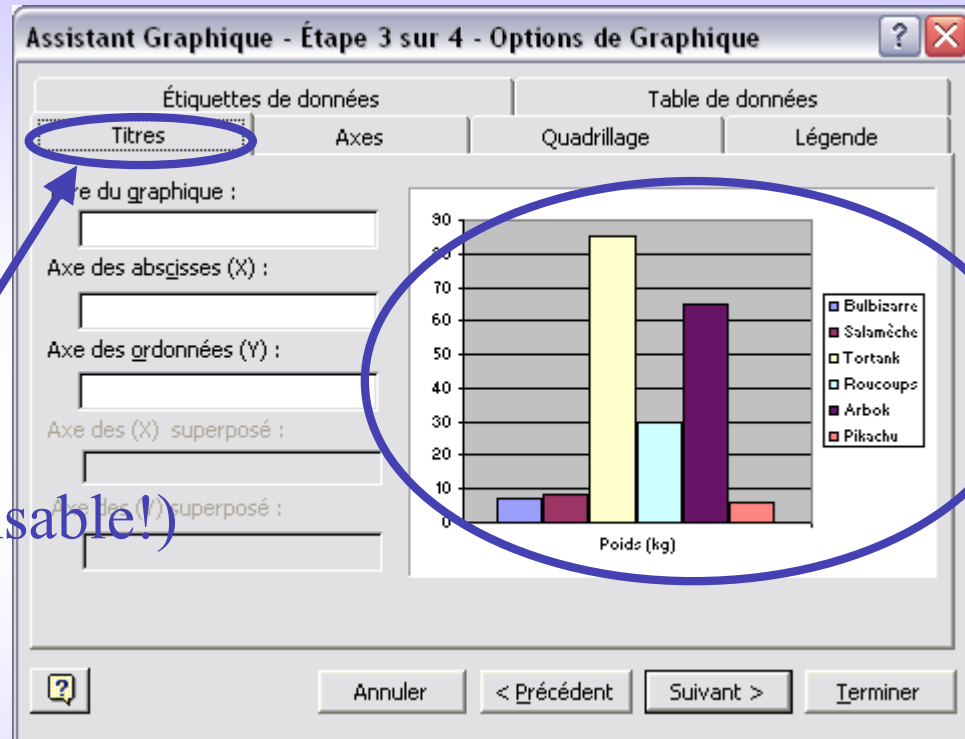 Assistant Graphique - Étape 3 sur 4 - Options de Graphique
Étiquettes de données
Table de données
Titres
Axes
Quadrillage
Légende
du graphique :
Axe des abscisses (X) :
Axe des ordonnées (Y) :
Axe des (X) superposé :
Axe des (Y) superposé :
sable!)
90
80
70
60
50
40
30
20
10
0
Poids (kg)
Bulbizarre
Salamèche
Tortank
Roucoups
Arbok
Pikachu
Annuler
< Précédent
Suivant >
Terminer